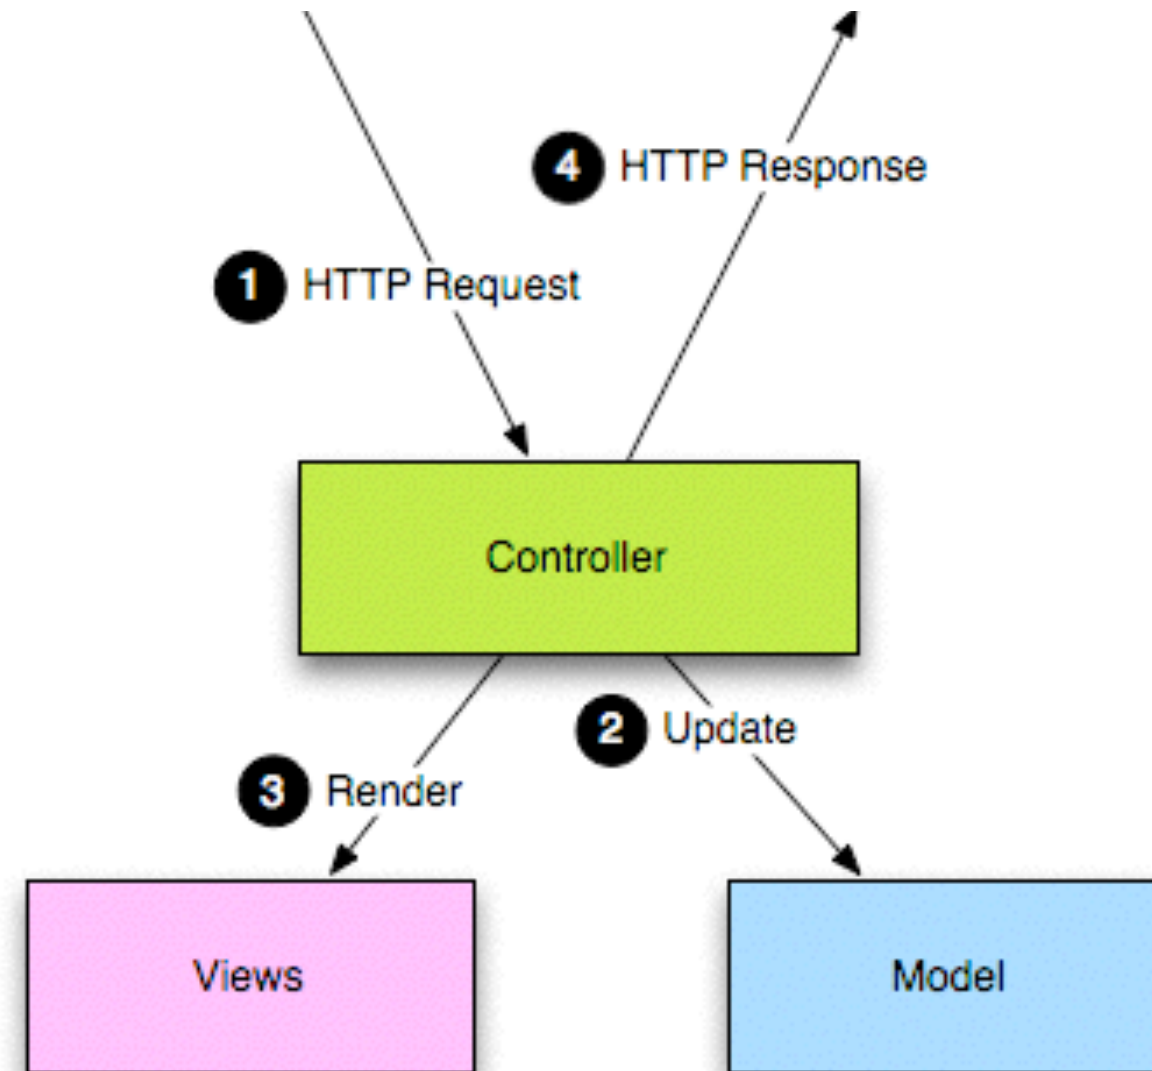 4 HTTP Response
1 HTTP Request
Controller
2 Update
3 Render
Views
Model